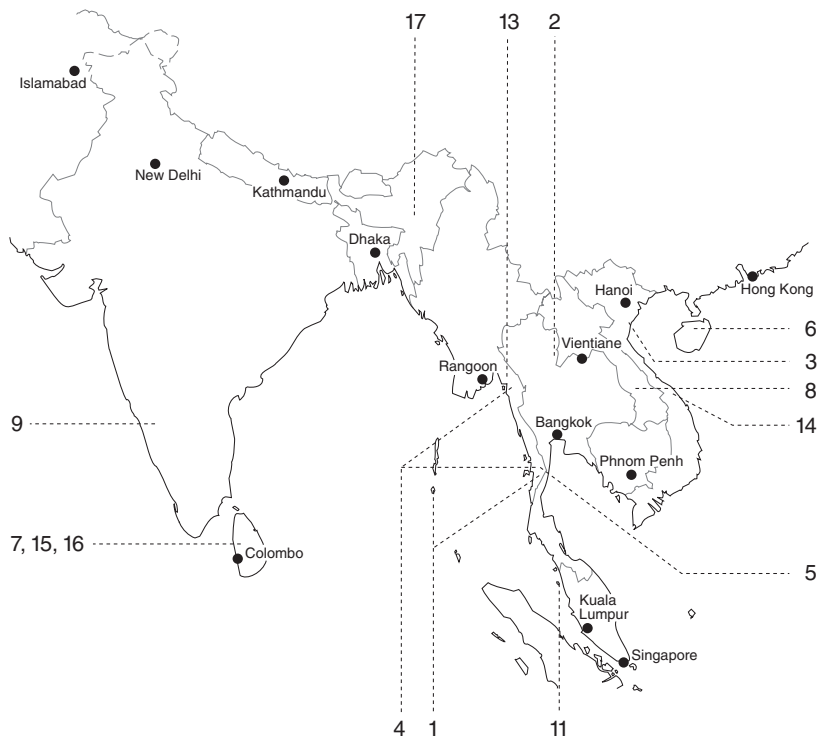 17
13
2
Islamabad
New Delhi
Kathmandu
Dhaka
Hanoi
Hong Kong
6
Vientiane
3
Rangoon
8
9
Bangkok
14
Phnom Penh
7, 15, 16
Colombo
5
Kuala
Lumpur
Singapore
4
1
11